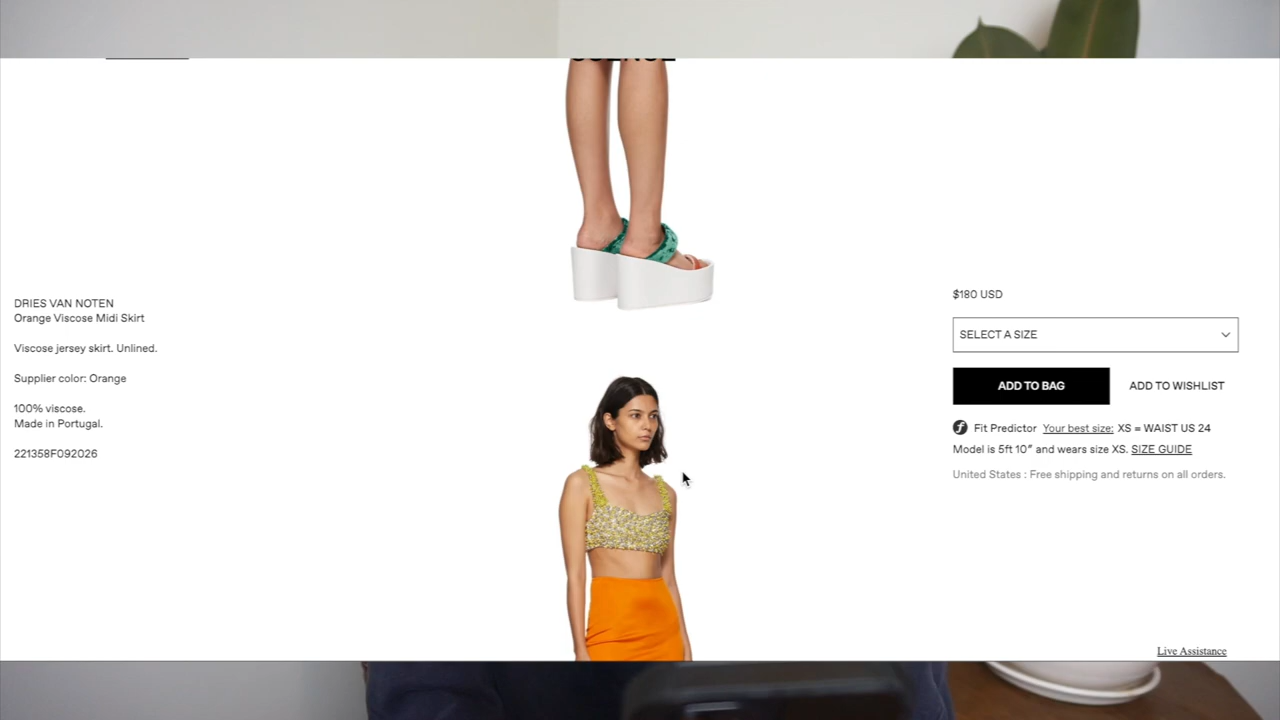 DRIES VAN NOTEN
Orange Viscose Midi Skirt
Viscose jersey skirt. Unlined.
Supplier color: Orange
100% viscose.
Made in Portugal.
221358F092026
$180 USD
SELECT A SIZE
ADD TO BAG
ADD TO WISHLIST
Fit Predictor Your best size: XS = WAIST US 24
Model is 5ft 10" and wears size XS. SIZE GUIDE
United States : Free shipping and returns on all orders.
Live Assistance